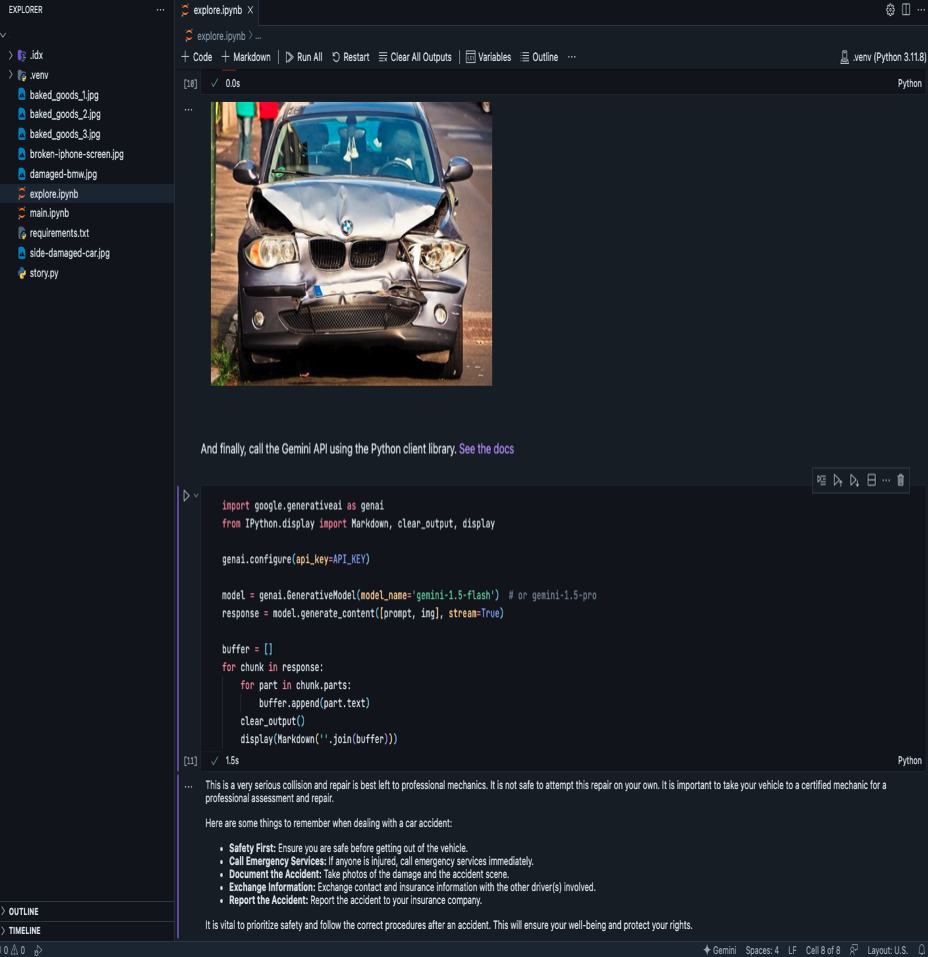 EXPLORER
...
.idx
.venv
baked_goods_1.jpg
baked_goods_2.jpg
baked_goods_3.jpg
broken-iphone-screen.jpg
damaged-bmw.jpg
explore.ipynb
main.ipynb
requirements.txt
side-damaged-car.jpg
story.py
OUTLINE
TIMELINE
explore.ipynb X
explore.ipynb > ...
+ Code + Markdown | Run All Restart Clear All Outputs | Variables Outline ...
.venv (Python 3.11.8)
[10] ✓ 0.0s Python
...
And finally, call the Gemini API using the Python client library. See the docs
import google.generativeai as genai
from IPython.display import Markdown, clear_output, display
genai.configure(api_key=API_KEY)
model = genai.GenerativeModel(model_name='gemini-1.5-flash') # or gemini-1.5-pro
response = model.generate_content([prompt, img], stream=True)
buffer = []
for chunk in response:
for part in chunk.parts:
buffer.append(part.text)
clear_output()
display(Markdown(''.join(buffer)))
[11] ✓ 1.5s Python
...
This is a very serious collision and repair is best left to professional mechanics. It is not safe to attempt this repair on your own. It is important to take your vehicle to a certified mechanic for a
professional assessment and repair.
Here are some things to remember when dealing with a car accident:
• Safety First: Ensure you are safe before getting out of the vehicle.
• Call Emergency Services: If anyone is injured, call emergency services immediately.
• Document the Accident: Take photos of the damage and the accident scene.
• Exchange Information: Exchange contact and insurance information with the other driver(s) involved.
• Report the Accident: Report the accident to your insurance company.
It is vital to prioritize safety and follow the correct procedures after an accident. This will ensure your well-being and protect your rights.
0 0 Gemini Spaces: 4 LF Cell 8 of 8 Layout: U.S.